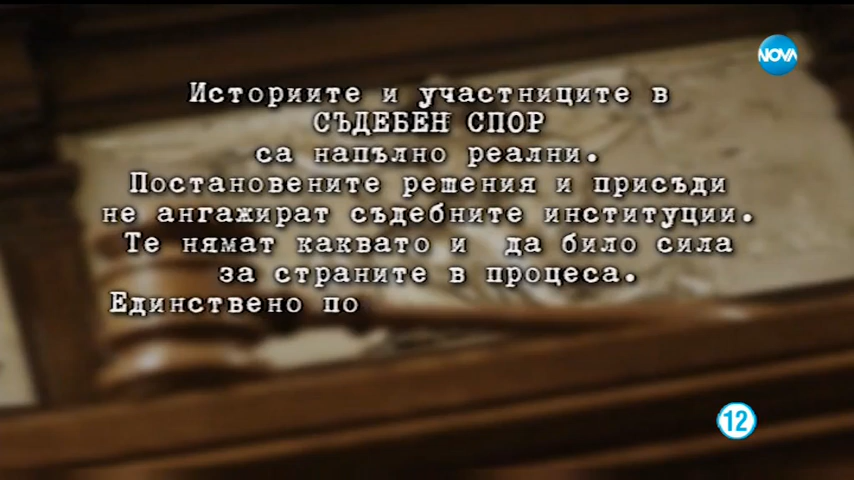 NOVA
Историите и участниците в
СЪДЕБЕН СПОР
са напълно реални.
Постановените решения и присъди
не ангажират съдебните институции.
Те нямат каквато и да било сила
за страните в процеса.
Единствено по
12